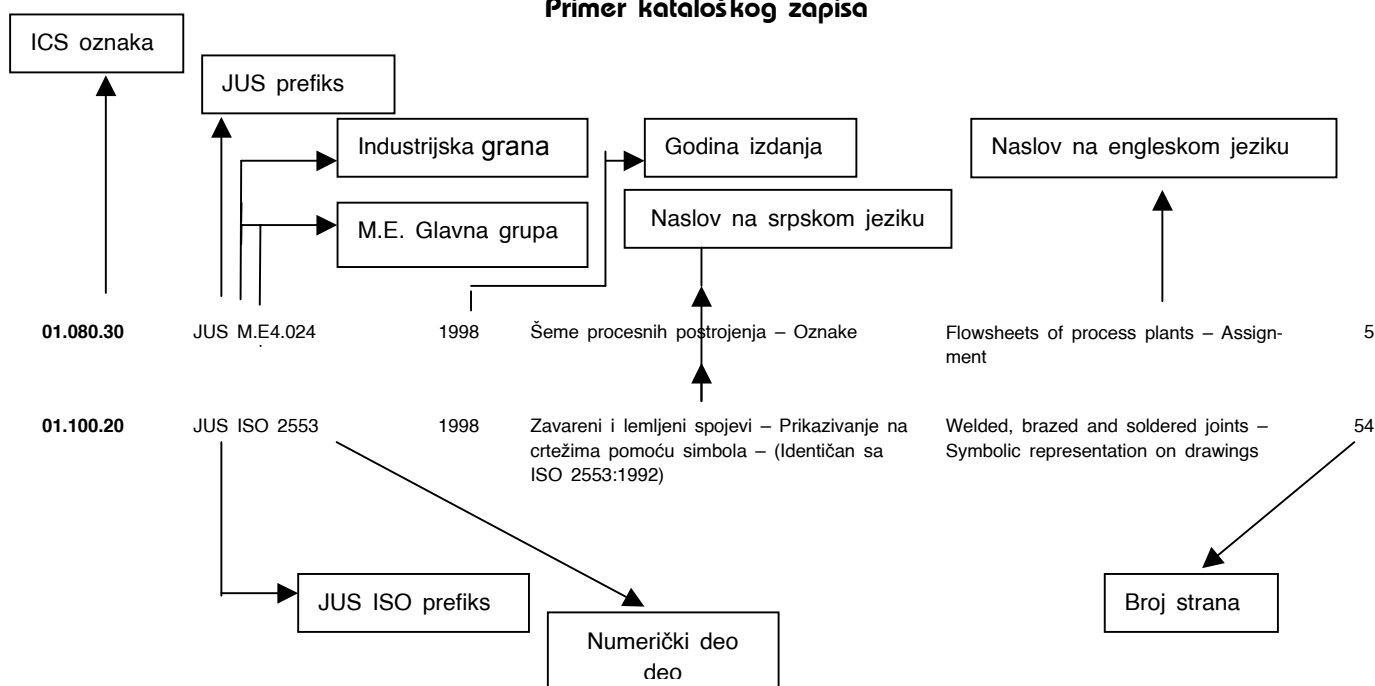 Primer kataloškog zapisa
ICS oznaka
JUS prefiks
Industrijska grana
Godina izdanja
Naslov na engleskom jeziku
M.E. Glavna grupa
Naslov na srpskom jeziku
01.080.30 JUS M.E4.024 1998 Šeme procesnih postrojenja – Oznake Flowsheets of process plants – Assign- 5
ment
01.100.20 JUS ISO 2553 1998 Zavareni i lemljeni spojevi – Prikazivanje na Welded, brazed and soldered joints – 54
crtežima pomoću simbola – (Identičan sa Symbolic representation on drawings
ISO 2553:1992)
JUS ISO prefiks
Broj strana
Numerički deo
deo